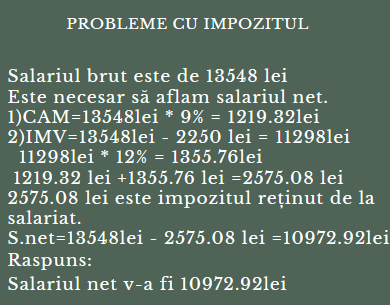 PROBLEME CU IMPOZITUL
Salariul brut este de 13548 lei
Este necesar să aflam salariul net.
1)CAM=13548lei * 9% = 1219.32lei
2)IMV=13548lei - 2250 lei = 11298lei
11298lei * 12% = 1355.76lei
1219.32 lei +1355.76 lei =2575.08 lei
2575.08 lei este impozitul reținut de la
salariat.
S.net=13548lei - 2575.08 lei =10972.92lei
Raspuns:
Salariul net v-a fi 10972.92lei